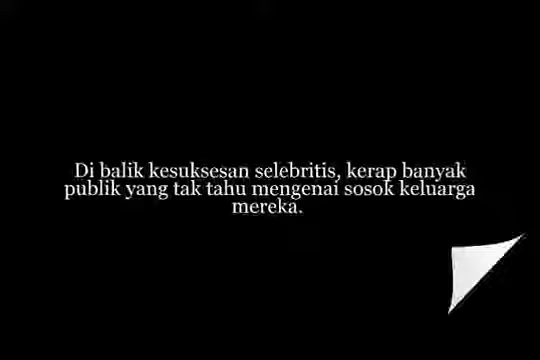 Di balik kesuksesan selebritis, kerap banyak
publik yang tak tahu mengenai sosok keluarga
mereka.